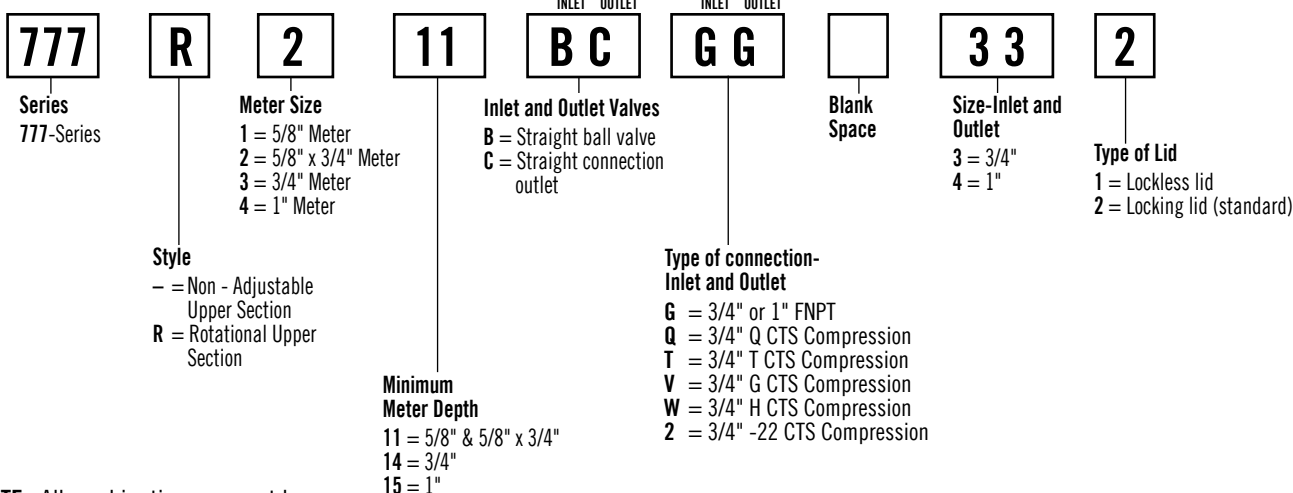 INLET OUTLET INLET OUTLET
777 R 2 11 B C G G 3 3 2
Series
777-Series
Meter Size
1 = 5/8" Meter
2 = 5/8" x 3/4" Meter
3 = 3/4" Meter
4 = 1" Meter
Inlet and Outlet Valves
B = Straight ball valve
C = Straight connection
outlet
Blank
Space
Size-Inlet and
Outlet
3 = 3/4"
4 = 1"
Type of Lid
1 = Lockless lid
2 = Locking lid (standard)
Style
– = Non - Adjustable
Upper Section
R = Rotational Upper
Section
Type of connection-
Inlet and Outlet
G = 3/4" or 1" FNPT
Q = 3/4" Q CTS Compression
T = 3/4" T CTS Compression
V = 3/4" G CTS Compression
W = 3/4" H CTS Compression
2 = 3/4" -22 CTS Compression
Minimum
Meter Depth
11 = 5/8" & 5/8" x 3/4"
14 = 3/4"
15 = 1"